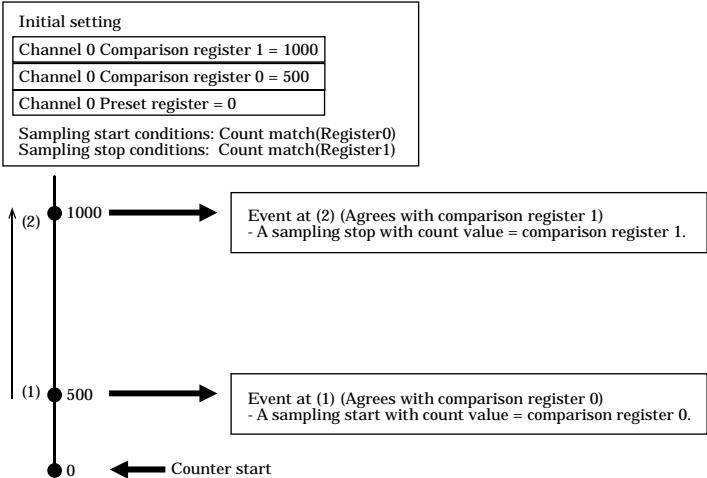 Initial setting
Channel 0 Comparison register 1 = 1000
Channel 0 Comparison register 0 = 500
Channel 0 Preset register = 0
Sampling start conditions: Count match(Register0)
Sampling stop conditions:  Count match(Register1)
(2)
1000
Event at (2) (Agrees with comparison register 1)
- A sampling stop with count value = comparison register 1.
(1)
500
Event at (1) (Agrees with comparison register 0)
- A sampling start with count value = comparison register 0.
0
Counter start